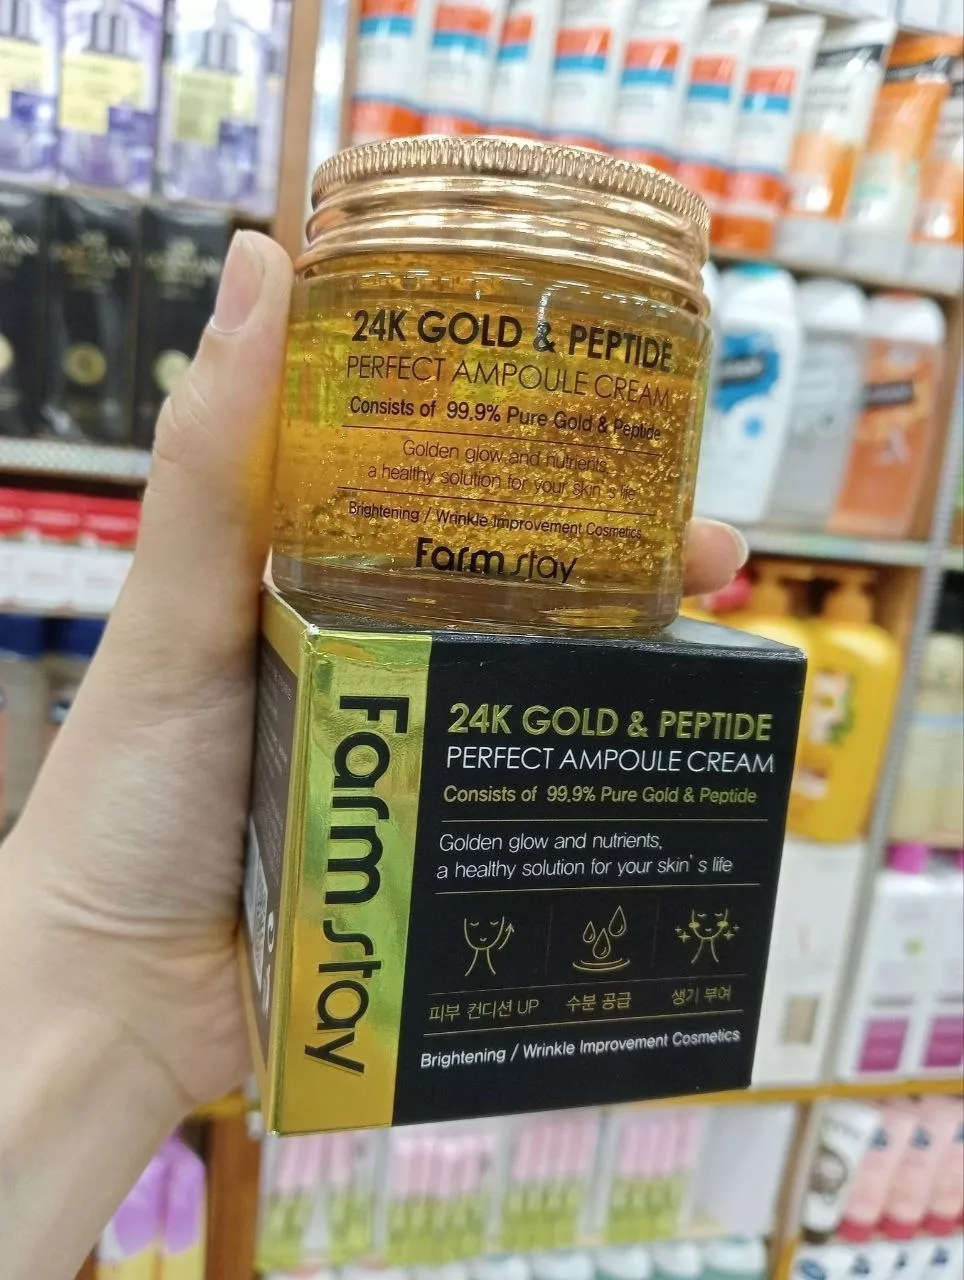 24K GOLD & PEPTIDE
PERFECT AMPOULE CREAM
Consists of 99.9% Pure Gold & Peptide
Golden glow and nutrients,
a healthy solution for your skin's life
Brightening / Wrinkle Improvement Cosmetics
Farm stay
Farm stay
24K GOLD & PEPTIDE
PERFECT AMPOULE CREAM
Consists of 99.9% Pure Gold & Peptide
Golden glow and nutrients,
a healthy solution for your skin's life
피부 컨디션 UP
수분 공급
생기 부여
Brightening / Wrinkle Improvement Cosmetics